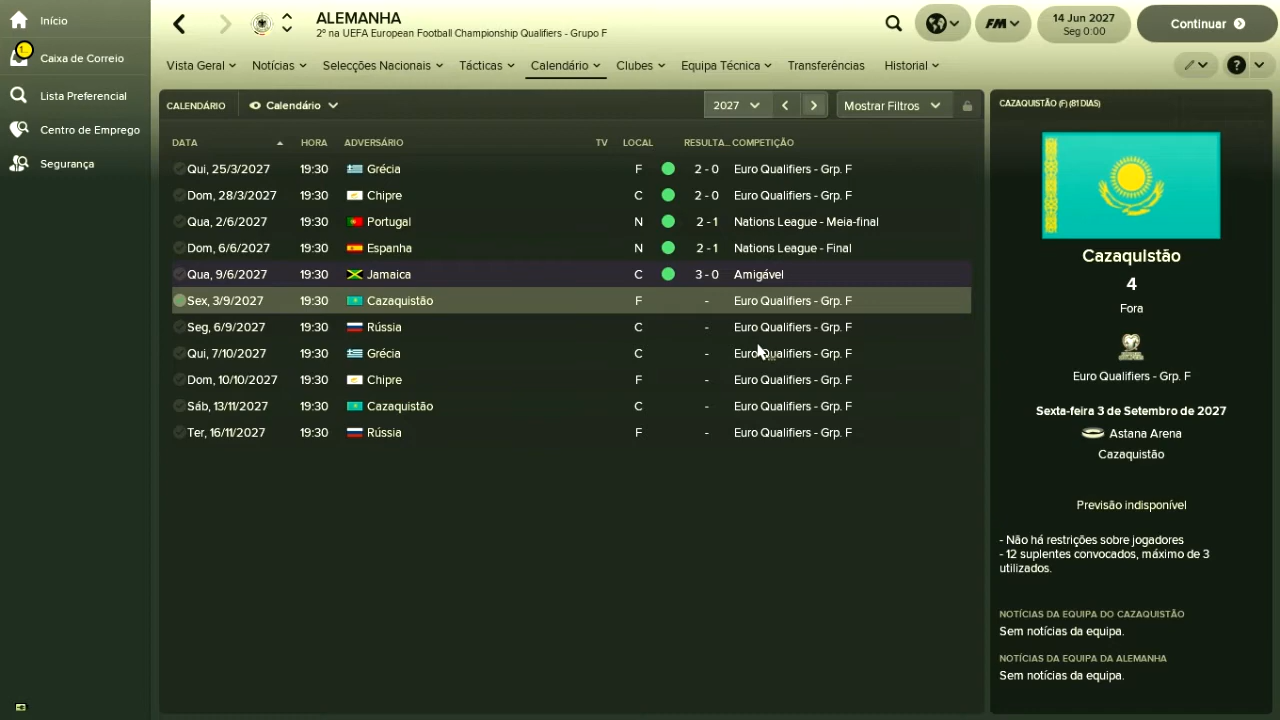 Início
Caixa de Correio
Lista Preferencial
Centro de Emprego
Segurança
ALEMANHA
2º na UEFA European Football Championship Qualifiers - Grupo F
FM
14 Jun 2027
Seg 0:00
Continuar
Vista Geral Notícias Selecções Nacionais Tácticas Calendário Clubes Equipa Técnica Transferências Historial
CALENDÁRIO Calendário 2027 Mostrar Filtros
DATA HORA ADVERSÁRIO TV LOCAL RESULTA... COMPETIÇÃO
Qui, 25/3/2027 19:30 Grécia F 2 - 0 Euro Qualifiers - Grp. F
Dom, 28/3/2027 19:30 Chipre C 2 - 0 Euro Qualifiers - Grp. F
Qua, 2/6/2027 19:30 Portugal N 2 - 1 Nations League - Meia-final
Dom, 6/6/2027 19:30 Espanha N 2 - 1 Nations League - Final
Qua, 9/6/2027 19:30 Jamaica C 3 - 0 Amigável
Sex, 3/9/2027 19:30 Cazaquistão F - Euro Qualifiers - Grp. F
Seg, 6/9/2027 19:30 Rússia C - Euro Qualifiers - Grp. F
Qui, 7/10/2027 19:30 Grécia C - Euro Qualifiers - Grp. F
Dom, 10/10/2027 19:30 Chipre F - Euro Qualifiers - Grp. F
Sáb, 13/11/2027 19:30 Cazaquistão C - Euro Qualifiers - Grp. F
Ter, 16/11/2027 19:30 Rússia F - Euro Qualifiers - Grp. F
CAZAQUISTÃO (F) (81 DIAS)
Cazaquistão
4
Fora
Euro Qualifiers - Grp. F
Sexta-feira 3 de Setembro de 2027
Astana Arena
Cazaquistão
Previsão indisponível
- Não há restrições sobre jogadores
- 12 suplentes convocados, máximo de 3
utilizados.
NOTÍCIAS DA EQUIPA DO CAZAQUISTÃO
Sem notícias da equipa.
NOTÍCIAS DA EQUIPA DA ALEMANHA
Sem notícias da equipa.